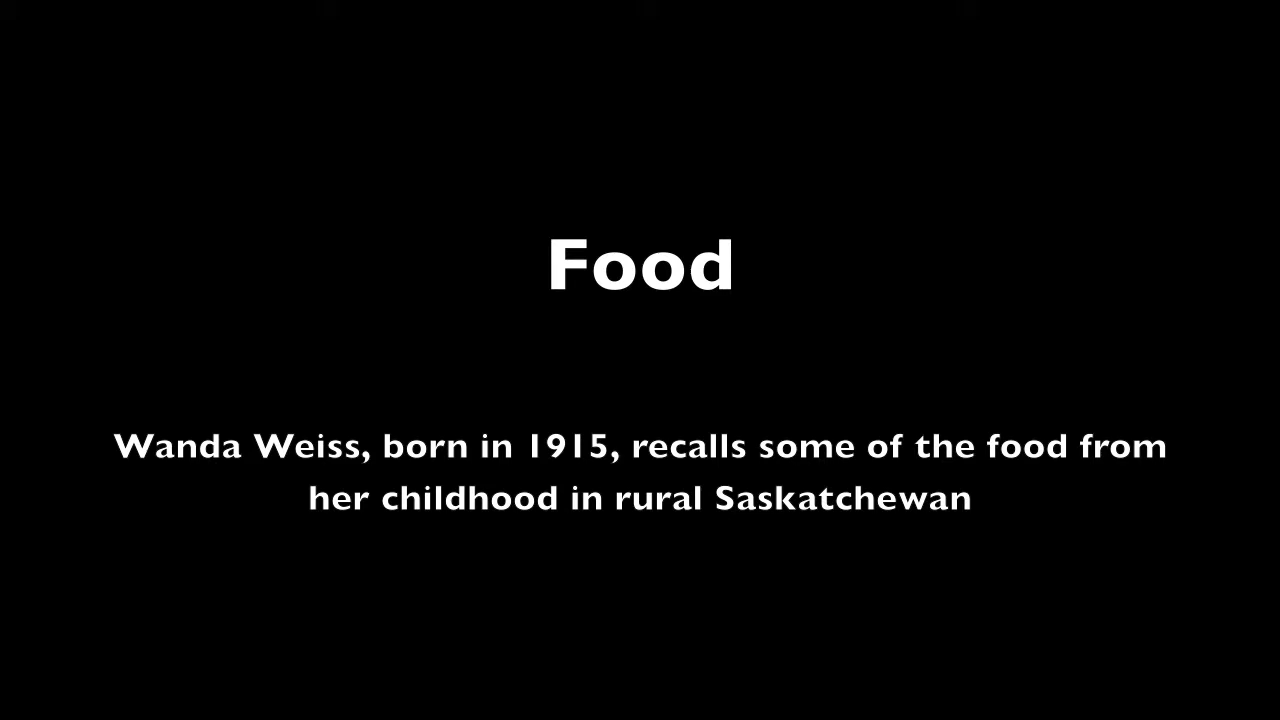 Food
Wanda Weiss, born in 1915, recalls some of the food from
her childhood in rural Saskatchewan